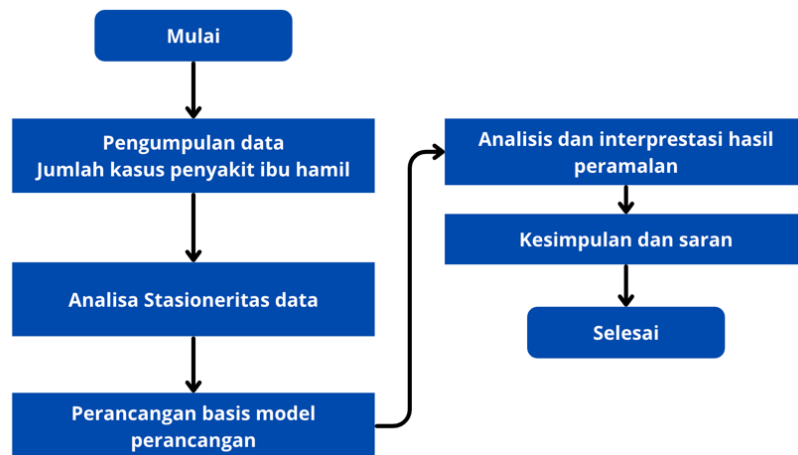 Mulai
Pengumpulan data
Jumlah kasus penyakit ibu hamil
Analisa Stasioneritas data
Perancangan basis model
perancangan
Analisis dan interprestasi hasil
peramalan
Kesimpulan dan saran
Selesai